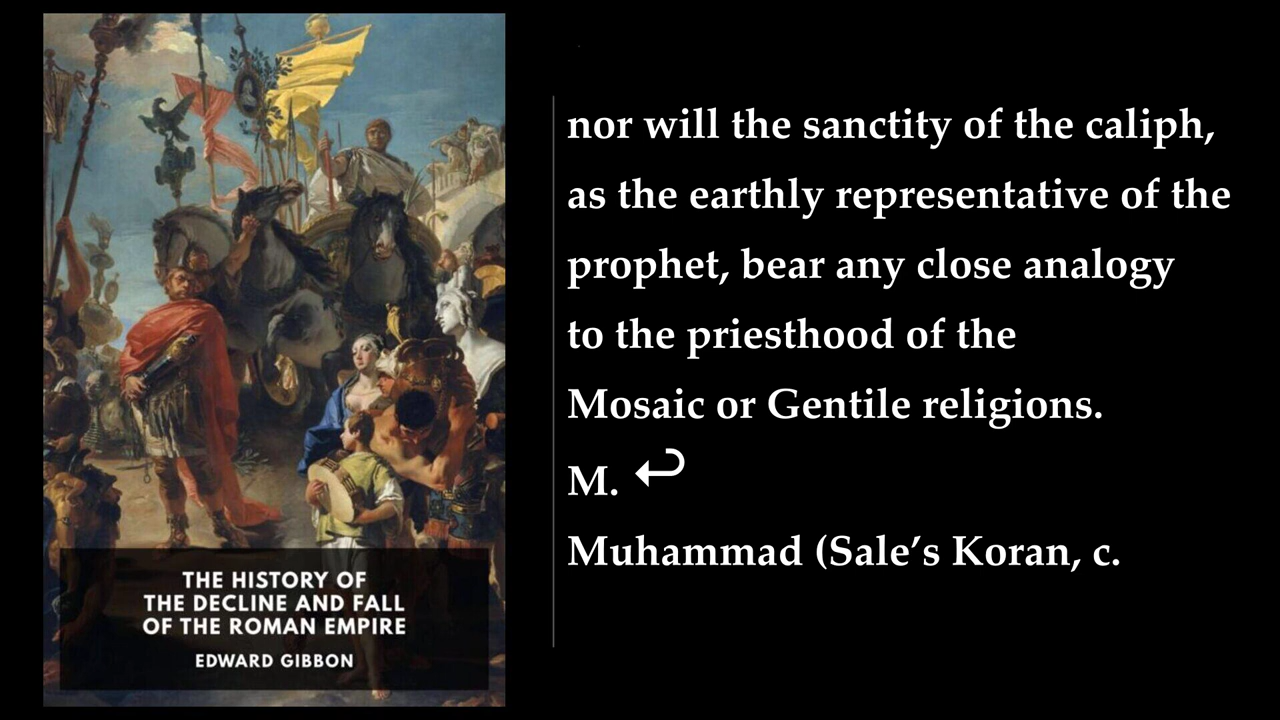 THE HISTORY OF
THE DECLINE AND FALL
OF THE ROMAN EMPIRE
EDWARD GIBBON
nor will the sanctity of the caliph,
as the earthly representative of the
prophet, bear any close analogy
to the priesthood of the
Mosaic or Gentile religions.
M. ↩
Muhammad (Sale’s Koran, c.